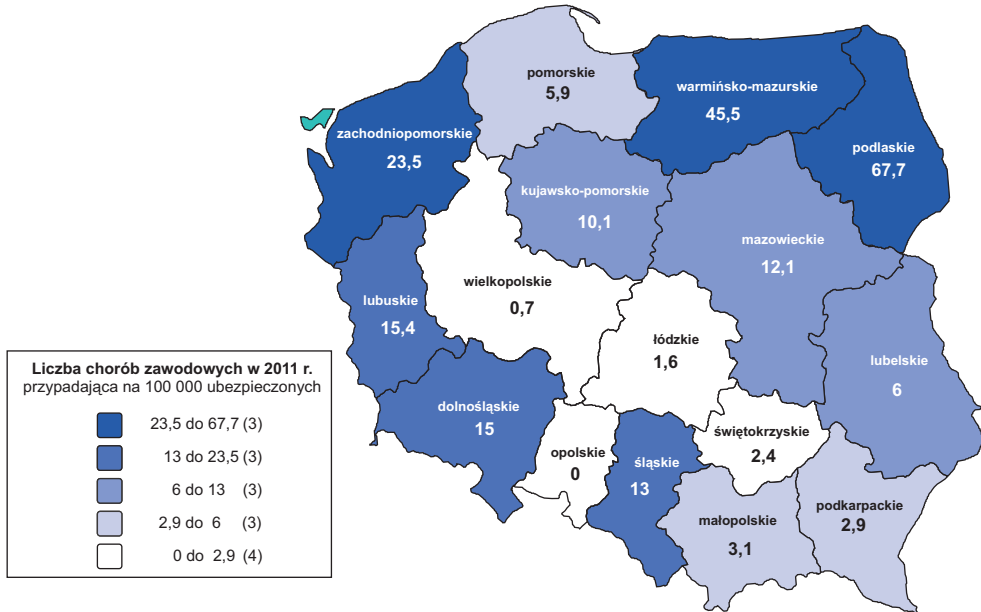 pomorskie
5,9
warmińsko-mazurskie
45,5
zachodniopomorskie
23,5
podlaskie
67,7
kujawsko-pomorskie
10,1
mazowieckie
12,1
wielkopolskie
0,7
lubuskie
15,4
łódzkie
1,6
lubelskie
6
dolnośląskie
15
opolskie
0
śląskie
13
świętokrzyskie
2,4
małopolskie
3,1
podkarpackie
2,9
Liczba chorób zawodowych w 2011 r.
przypadająca na 100 000 ubezpieczonych
23,5 do 67,7 (3)
13 do 23,5 (3)
6 do 13 (3)
2,9 do 6 (3)
0 do 2,9 (4)